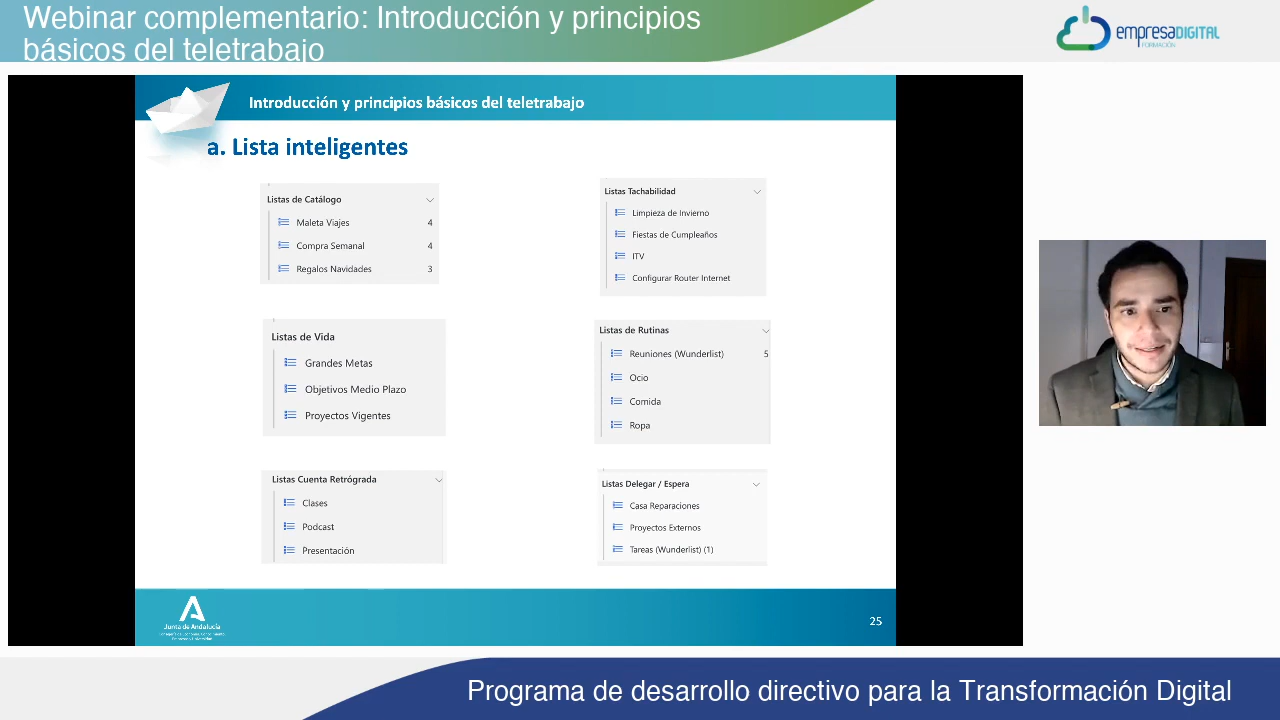 Webinar complementario: Introducción y principios
básicos del teletrabajo
empresaDIGITAL
FORMACIÓN
Introducción y principios básicos del teletrabajo
a. Lista inteligentes
Listas de Catálogo
Maleta Viajes 4
Compra Semanal 4
Regalos Navidades 3
Listas Tachabilidad
Limpieza de Invierno
Fiestas de Cumpleaños
ITV
Configurar Router Internet
Listas de Vida
Grandes Metas
Objetivos Medio Plazo
Proyectos Vigentes
Listas de Rutinas
Reuniones (Wunderlist) 5
Ocio
Comida
Ropa
Listas Cuenta Retrógrada
Clases
Podcast
Presentación
Listas Delegar / Espera
Casa Reparaciones
Proyectos Externos
Tareas (Wunderlist) (1)
Junta de Andalucía
25
Programa de desarrollo directivo para la Transformación Digital